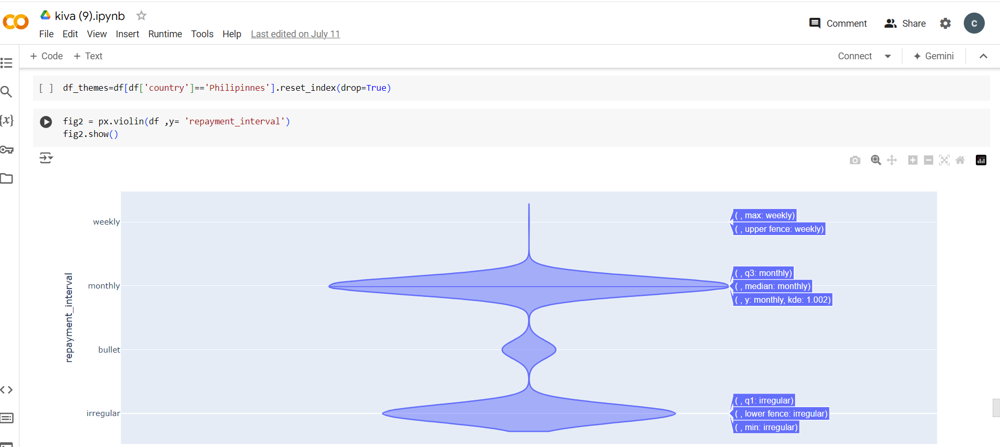 kiva (9).ipynb
File Edit View Insert Runtime Tools Help Last edited on July 11
Comment Share C
+ Code + Text
Connect Gemini
{x}
[ ] df_themes=df[df['country']=='Philipinnes'].reset_index(drop=True)
fig2 = px.violin(df ,y= 'repayment_interval')
fig2.show()
repayment_interval
weekly
( , max: weekly)
( , upper fence: weekly)
monthly
( , q3: monthly)
( , median: monthly)
( , y: monthly, kde: 1.002)
bullet
irregular
( , q1: irregular)
( , lower fence: irregular)
( , min: irregular)